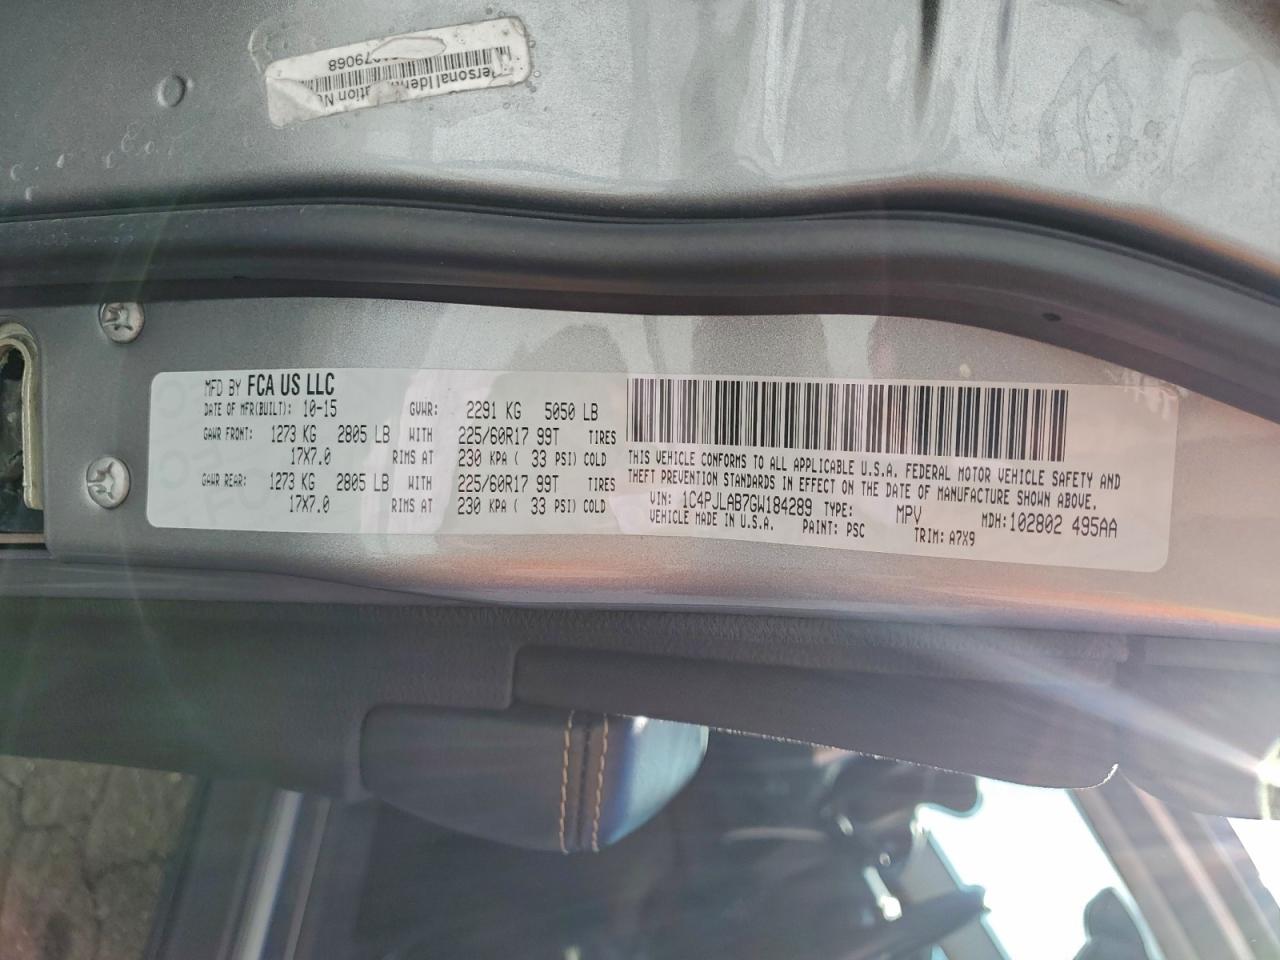 Personal Iden ation N
79068
MFD BY FCA US LLC
DATE OF MFR(BUILT): 10-15 GVWR: 2291 KG 5050 LB
GAWR FRONT: 1273 KG 2805 LB WITH 225/60R17 99T TIRES
17X7.0 RIMS AT 230 KPA ( 33 PSI) COLD
GAWR REAR: 1273 KG 2805 LB WITH 225/60R17 99T TIRES
17X7.0 RIMS AT 230 KPA ( 33 PSI) COLD
THIS VEHICLE CONFORMS TO ALL APPLICABLE U.S.A. FEDERAL MOTOR VEHICLE SAFETY AND
THEFT PREVENTION STANDARDS IN EFFECT ON THE DATE OF MANUFACTURE SHOWN ABOVE.
VIN: 1C4PJLAB7GW184289 TYPE: MPV MDH:102802 495AA
VEHICLE MADE IN U.S.A. PAINT: PSC TRIM: A7X9